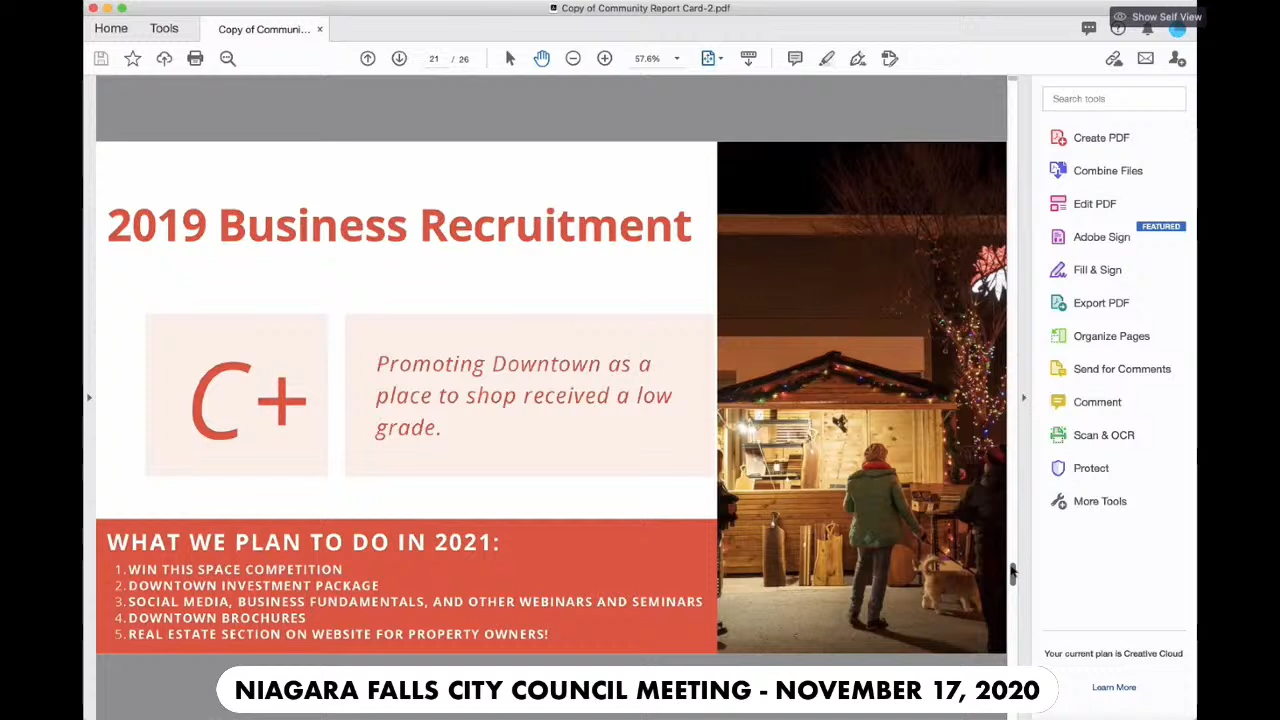 Copy of Community Report Card-2.pdf
Show Self View
Home
Tools
Copy of Communi...
21 / 26
57.6%
Search tools
Create PDF
Combine Files
Edit PDF
FEATURED
Adobe Sign
Fill & Sign
Export PDF
Organize Pages
Send for Comments
Comment
Scan & OCR
Protect
More Tools
2019 Business Recruitment
C+
Promoting Downtown as a
place to shop received a low
grade.
WHAT WE PLAN TO DO IN 2021:
1. WIN THIS SPACE COMPETITION
2. DOWNTOWN INVESTMENT PACKAGE
3. SOCIAL MEDIA, BUSINESS FUNDAMENTALS, AND OTHER WEBINARS AND SEMINARS
4. DOWNTOWN BROCHURES
5. REAL ESTATE SECTION ON WEBSITE FOR PROPERTY OWNERS!
Your current plan is Creative Cloud
Learn More
NIAGARA FALLS CITY COUNCIL MEETING - NOVEMBER 17, 2020